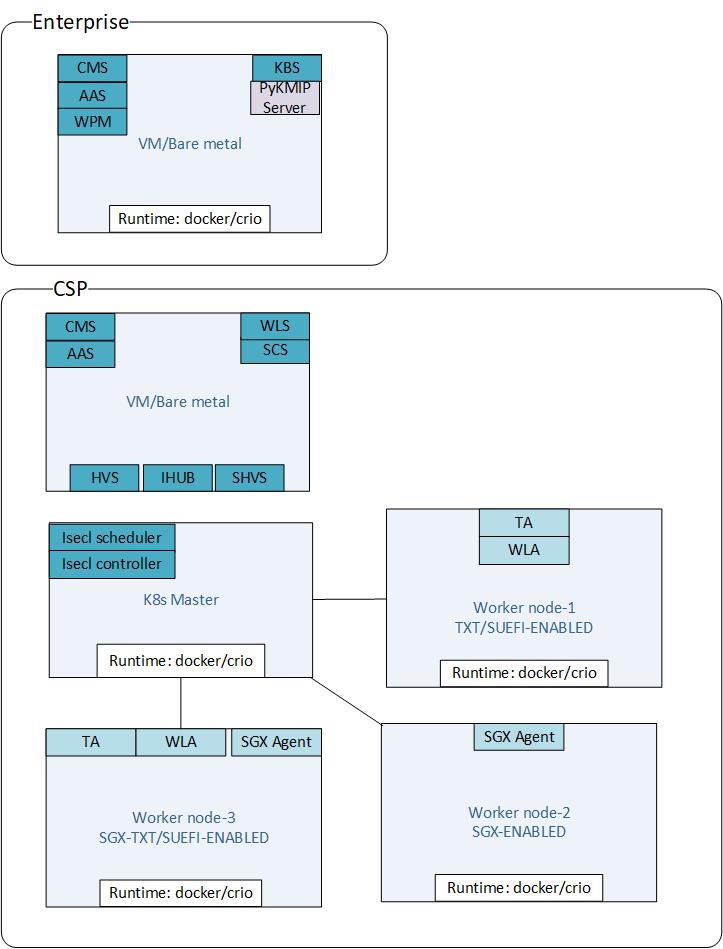 Enterprise
CMS
AAS
WPM
KBS
PyKMIP
Server
VM/Bare metal
Runtime: docker/crio
CSP
CMS
AAS
WLS
SCS
VM/Bare metal
HVS
IHUB
SHVS
Isecl scheduler
Isecl controller
K8s Master
Runtime: docker/crio
TA
WLA
Worker node-1
TXT/SUEFI-ENABLED
Runtime: docker/crio
TA
WLA
SGX Agent
Worker node-3
SGX-TXT/SUEFI-ENABLED
Runtime: docker/crio
SGX Agent
Worker node-2
SGX-ENABLED
Runtime: docker/crio